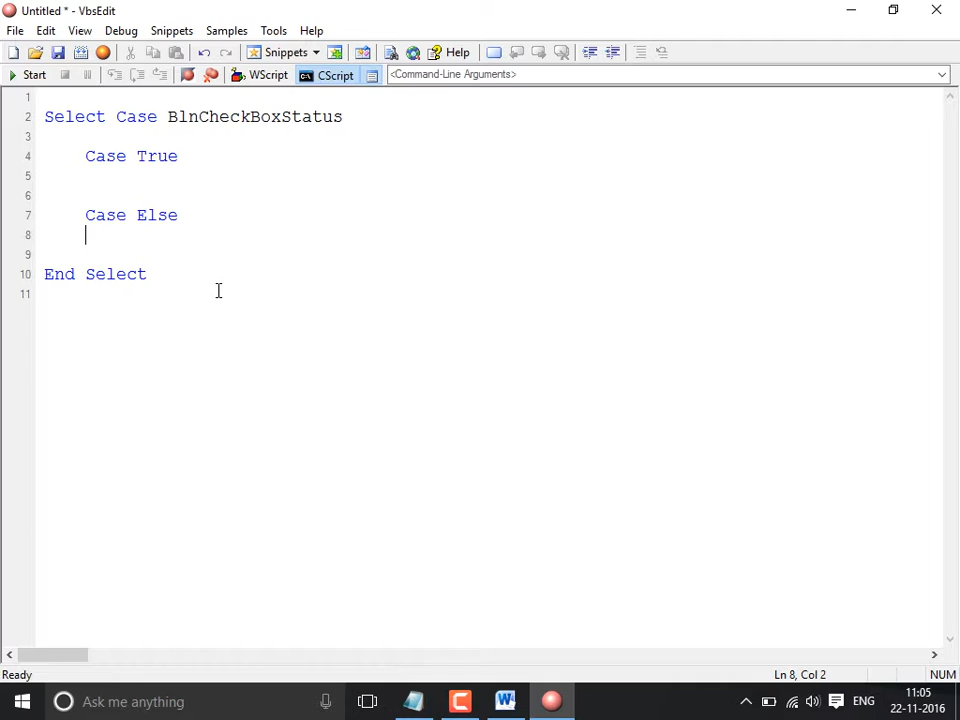 Untitled * - VbsEdit
File Edit View Debug Snippets Samples Tools Help
Snippets Help
Start WScript CScript <Command-Line Arguments>
1
2 Select Case BlnCheckBoxStatus
3
4 Case True
5
6
7 Case Else
8
9
10 End Select
11
Ready Ln 8, Col 2 NUM
Ask me anything ENG 11:05
22-11-2016